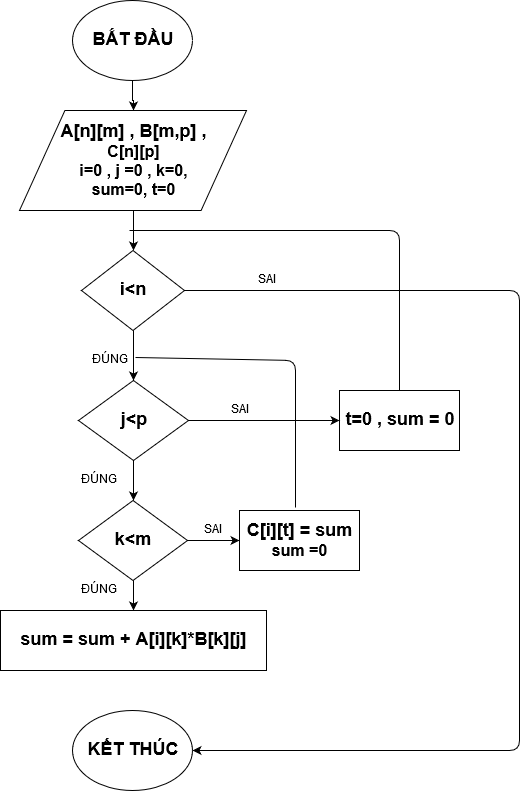 BẮT ĐẦU
A[n][m] , B[m,p] ,
C[n][p]
i=0 , j =0 , k=0,
sum=0, t=0
i<n
SAI
ĐÚNG
j<p
SAI
t=0 , sum = 0
ĐÚNG
k<m
SAI
C[i][t] = sum
sum =0
ĐÚNG
sum = sum + A[i][k]*B[k][j]
KẾT THÚC